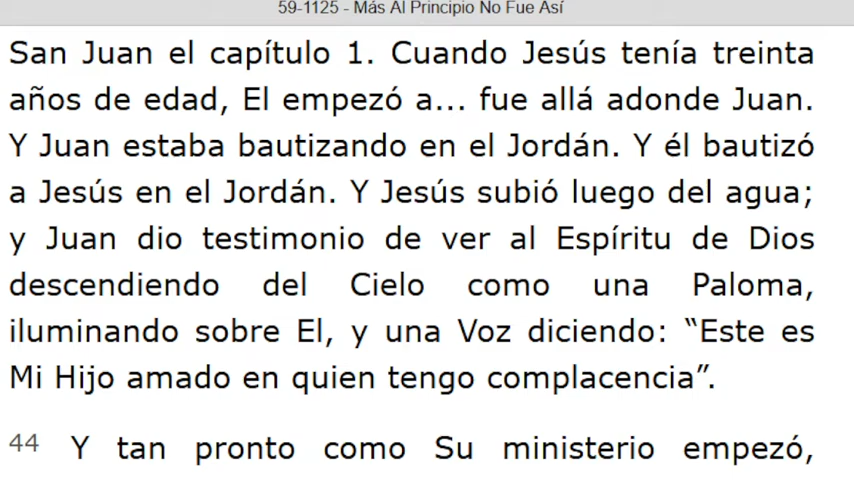 59-1125 - Más Al Principio No Fue Así
San Juan el capítulo 1. Cuando Jesús tenía treinta
años de edad, El empezó a... fue allá adonde Juan.
Y Juan estaba bautizando en el Jordán. Y él bautizó
a Jesús en el Jordán. Y Jesús subió luego del agua;
y Juan dio testimonio de ver al Espíritu de Dios
descendiendo del Cielo como una Paloma,
iluminando sobre El, y una Voz diciendo: “Este es
Mi Hijo amado en quien tengo complacencia”.
44 Y tan pronto como Su ministerio empezó,